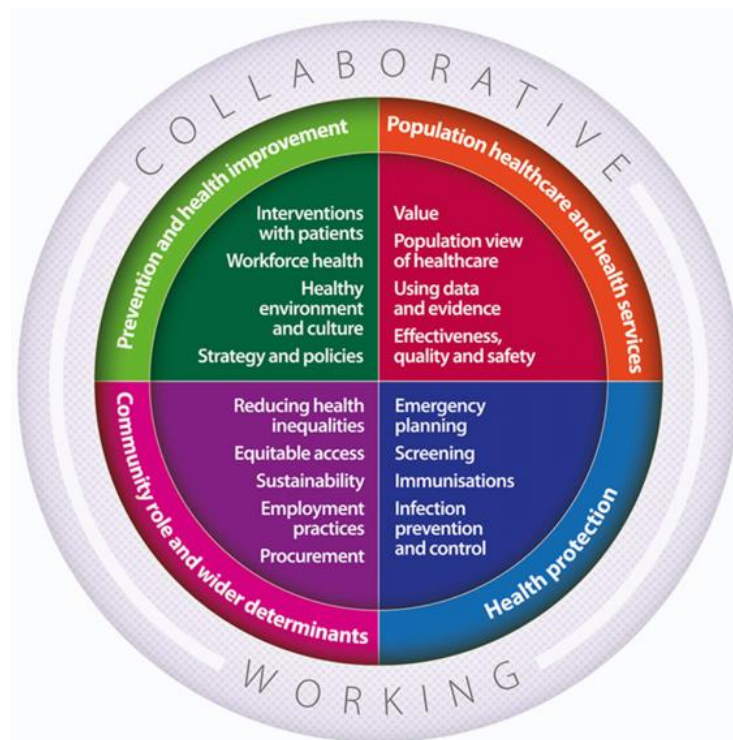 COLLABORATIVE
Prevention and health improvement
Population healthcare and health services
Interventions
with patients
Workforce health
Healthy
environment
and culture
Strategy and policies
Value
Population view
of healthcare
Using data
and evidence
Effectiveness,
quality and safety
Reducing health
inequalities
Equitable access
Sustainability
Employment
practices
Procurement
Emergency
planning
Screening
Immunisations
Infection
prevention
and control
Community role and wider determinants
Health protection
WORKING